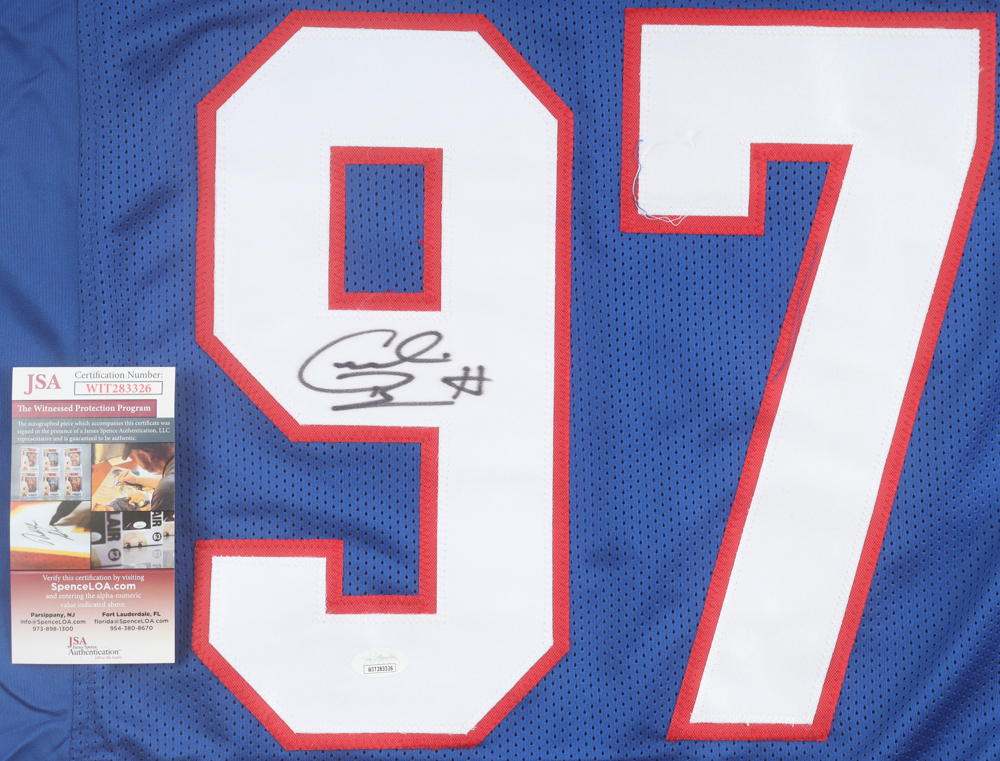 97
JSA
Certification Number:
WIT283326
The Witnessed Protection Program
The autographed piece which accompanies this certificate was
signed in the presence of a James Spence Authentication, LLC
representative and is guaranteed to be authentic.
LAIR
AIR
Verify this certification by visiting
SpenceLOA.com
and entering the alpha-numeric
value indicated above.
Parsippany, NJ
info@SpenceLOA.com
973-898-1300
Fort Lauderdale, FL
florida@SpenceLOA.com
954-380-8670
JSA
James Spence
Authentication
WIT283326